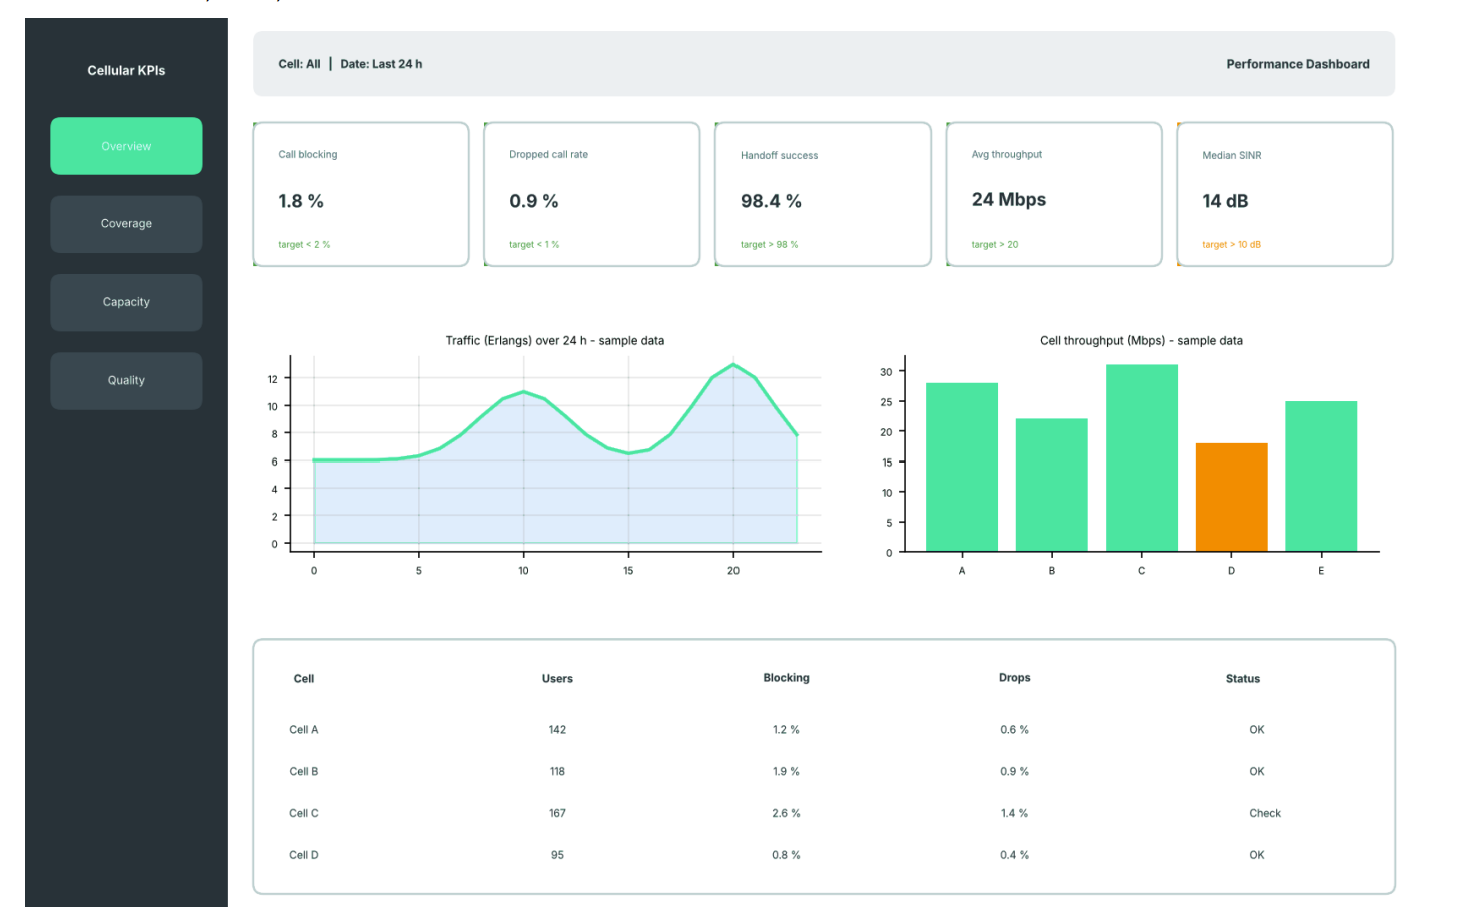 Cellular KPIs
Overview
Coverage
Capacity
Quality
Cell: All | Date: Last 24 h
Performance Dashboard
Call blocking
1.8 %
target < 2 %
Dropped call rate
0.9 %
target < 1 %
Handoff success
98.4 %
target > 98 %
Avg throughput
24 Mbps
target > 20
Median SINR
14 dB
target > 10 dB
Traffic (Erlangs) over 24 h - sample data
12
10
8
6
4
2
0
0 5 10 15 20
Cell throughput (Mbps) - sample data
30
25
20
15
10
5
0
A B C D E
Cell Users Blocking Drops Status
Cell A 142 1.2 % 0.6 % OK
Cell B 118 1.9 % 0.9 % OK
Cell C 167 2.6 % 1.4 % Check
Cell D 95 0.8 % 0.4 % OK